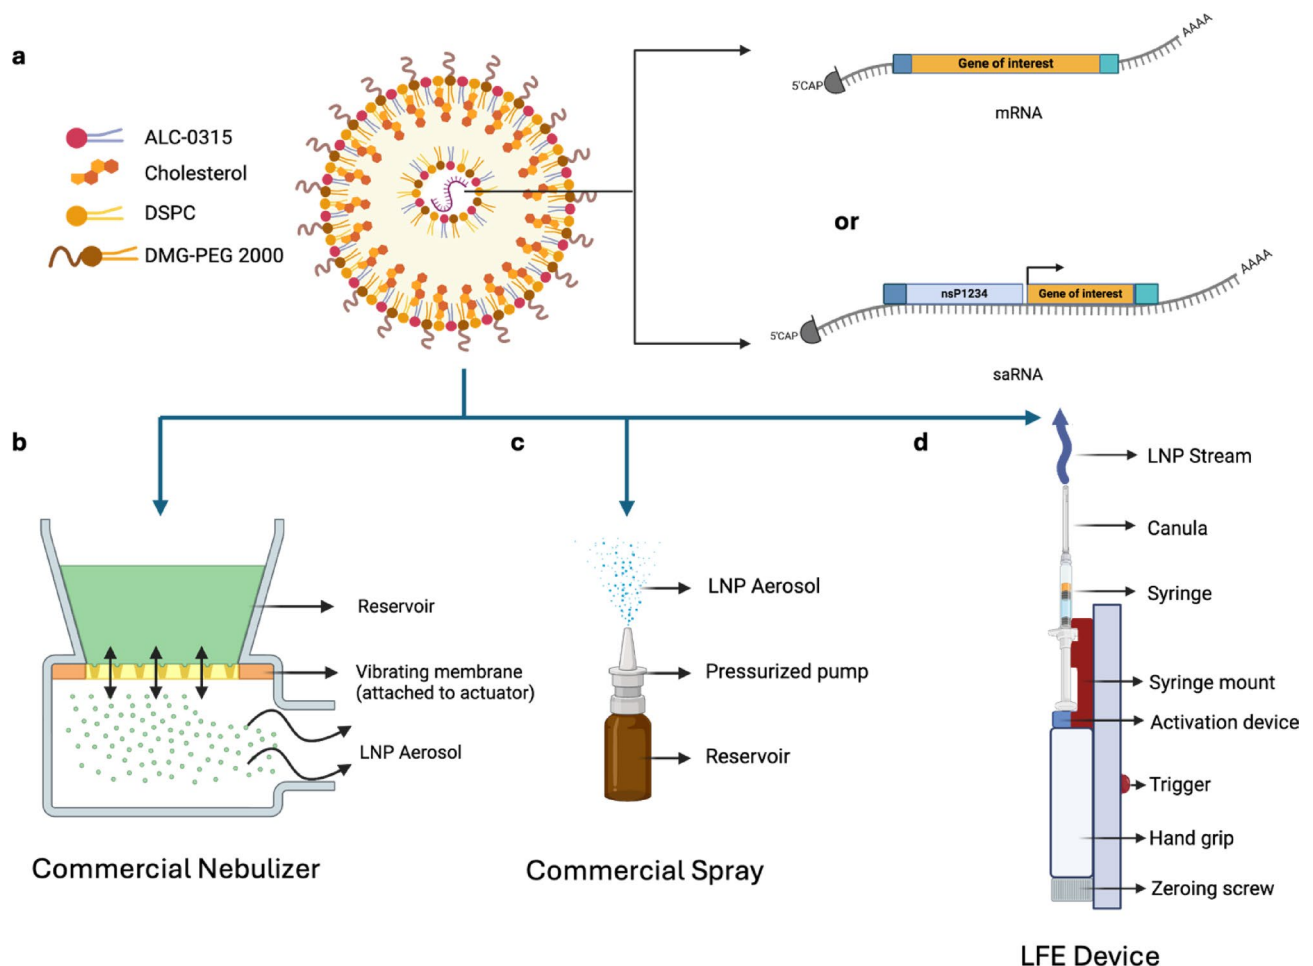 a
ALC-0315
Cholesterol
DSPC
DMG-PEG 2000
5'CAP
Gene of interest
AAAA
mRNA
or
5'CAP
nsP1234
Gene of interest
AAAA
saRNA
b
Reservoir
Vibrating membrane
(attached to actuator)
LNP Aerosol
Commercial Nebulizer
c
LNP Aerosol
Pressurized pump
Reservoir
Commercial Spray
d
LNP Stream
Canula
Syringe
Syringe mount
Activation device
Trigger
Hand grip
Zeroing screw
LFE Device